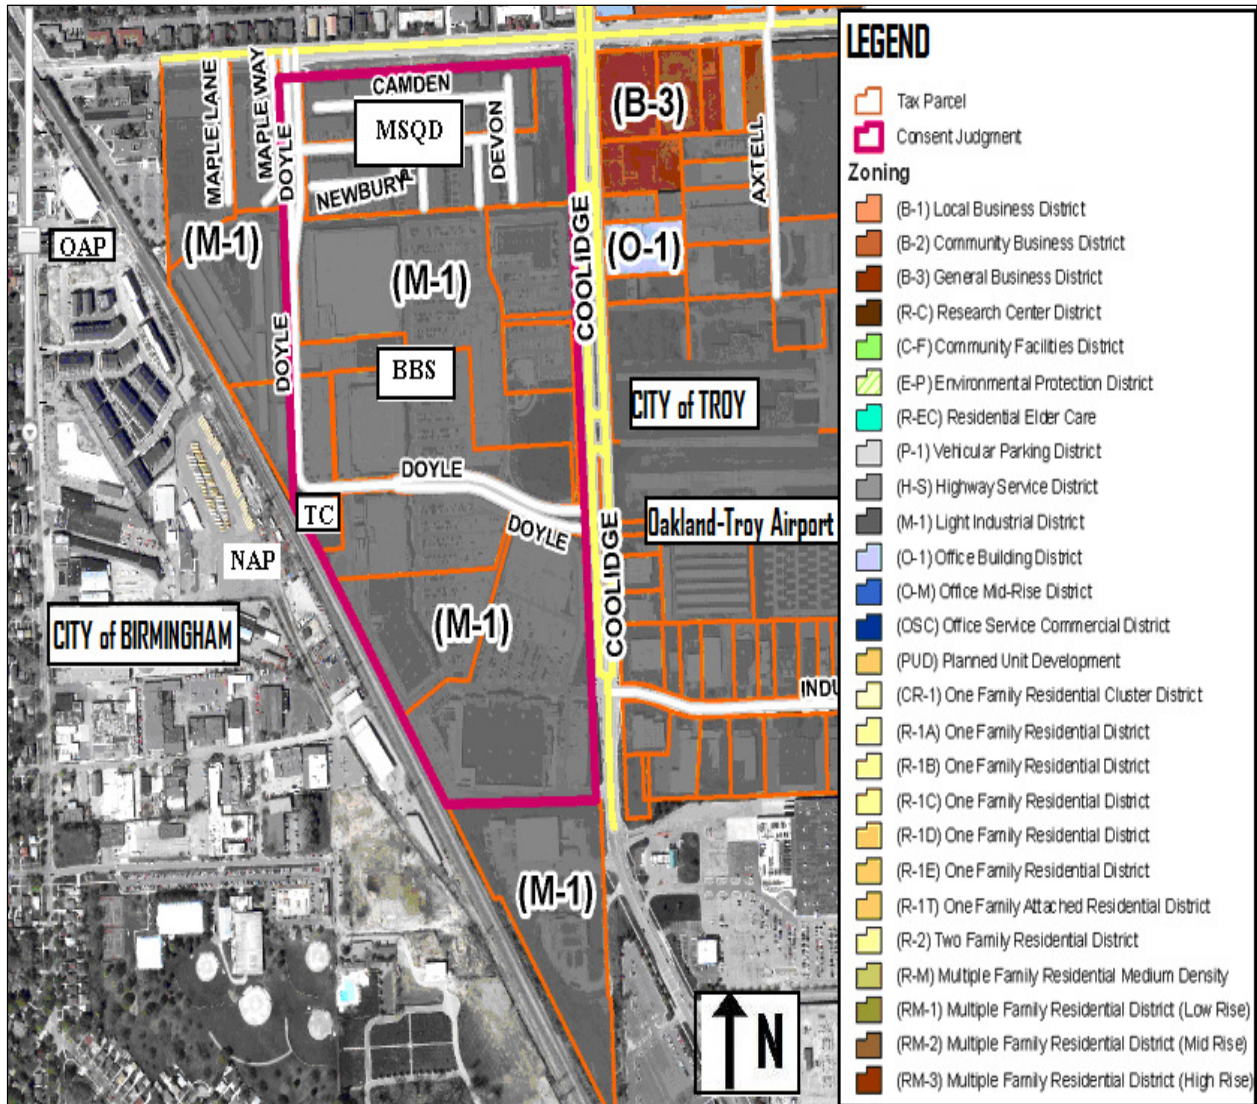 LEGEND
Tax Parcel
Consent Judgment
Zoning
(B-1) Local Business District
(B-2) Community Business District
(B-3) General Business District
(R-C) Research Center District
(C-F) Community Facilities District
(E-P) Environmental Protection District
(R-EC) Residential Elder Care
(P-1) Vehicular Parking District
(H-S) Highway Service District
(M-1) Light Industrial District
(O-1) Office Building District
(O-M) Office Mid-Rise District
(OSC) Office Service Commercial District
(PUD) Planned Unit Development
(CR-1) One Family Residential Cluster District
(R-1A) One Family Residential District
(R-1B) One Family Residential District
(R-1C) One Family Residential District
(R-1D) One Family Residential District
(R-1E) One Family Residential District
(R-1T) One Family Attached Residential District
(R-2) Two Family Residential District
(R-M) Multiple Family Residential Medium Density
(RM-1) Multiple Family Residential District (Low Rise)
(RM-2) Multiple Family Residential District (Mid Rise)
(RM-3) Multiple Family Residential District (High Rise)
MAPLE LANE
MAPLE WAY
DOYLE
CAMDEN
MSQD
DEVON
NEWBURY
(B-3)
AXTELL
OAP
(M-1)
(M-1)
COOLIDGE
(O-1)
DOYLE
BBS
CITY of TROY
DOYLE
TC
DOYLE
Oakland-Troy Airport
NAP
COOLIDGE
CITY of BIRMINGHAM
(M-1)
INDU
(M-1)
N